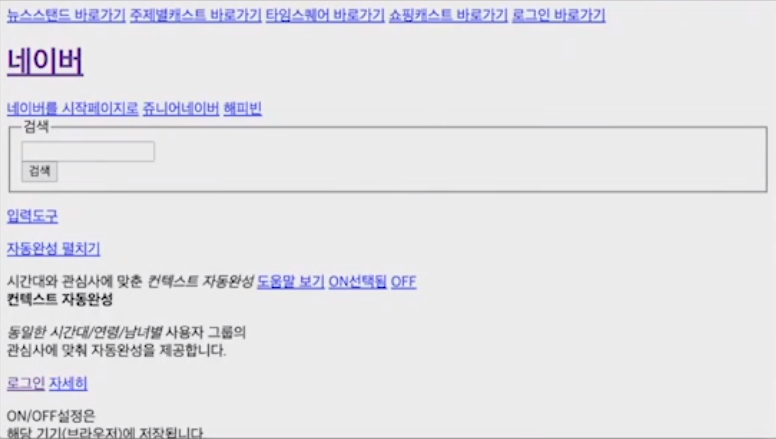 뉴스스탠드 바로가기 주제별캐스트 바로가기 타임스퀘어 바로가기 쇼핑캐스트 바로가기 로그인 바로가기
네이버
네이버를 시작페이지로 쥬니어네이버 해피빈
검색
검색
입력도구
자동완성 펼치기
시간대와 관심사에 맞춘 컨텍스트 자동완성 도움말 보기 ON선택됨 OFF
컨텍스트 자동완성
동일한 시간대/연령/남녀별 사용자 그룹의
관심사에 맞춰 자동완성을 제공합니다.
로그인 자세히
ON/OFF설정은
해당 기기(브라우저)에 저장됩니다